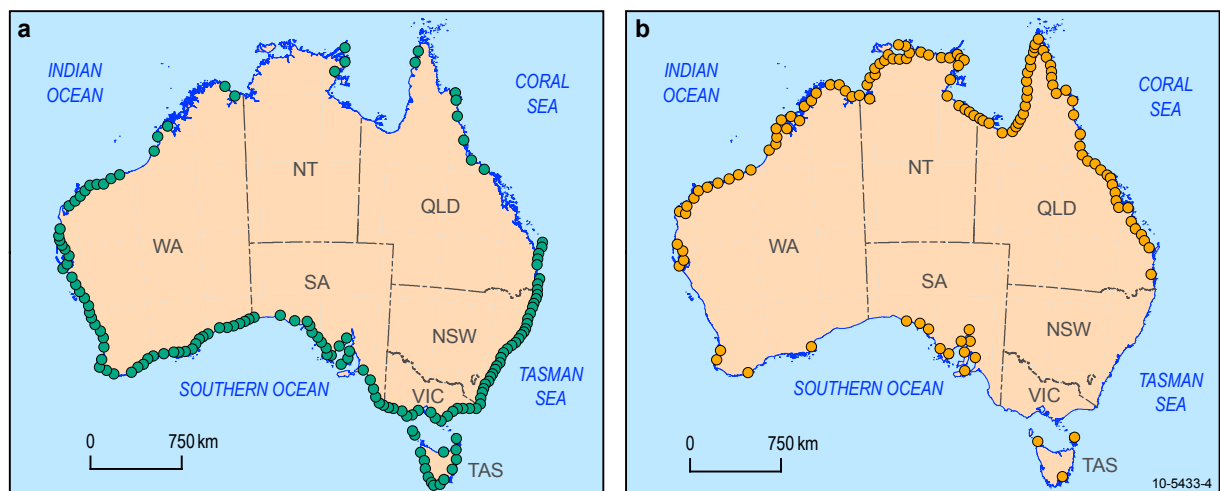 a
INDIAN
OCEAN
CORAL
SEA
NT
QLD
WA
SA
NSW
SOUTHERN OCEAN
VIC
TASMAN
SEA
0 750 km
TAS
b
INDIAN
OCEAN
CORAL
SEA
NT
QLD
WA
SA
NSW
SOUTHERN OCEAN
VIC
TASMAN
SEA
0 750 km
TAS
10-5433-4